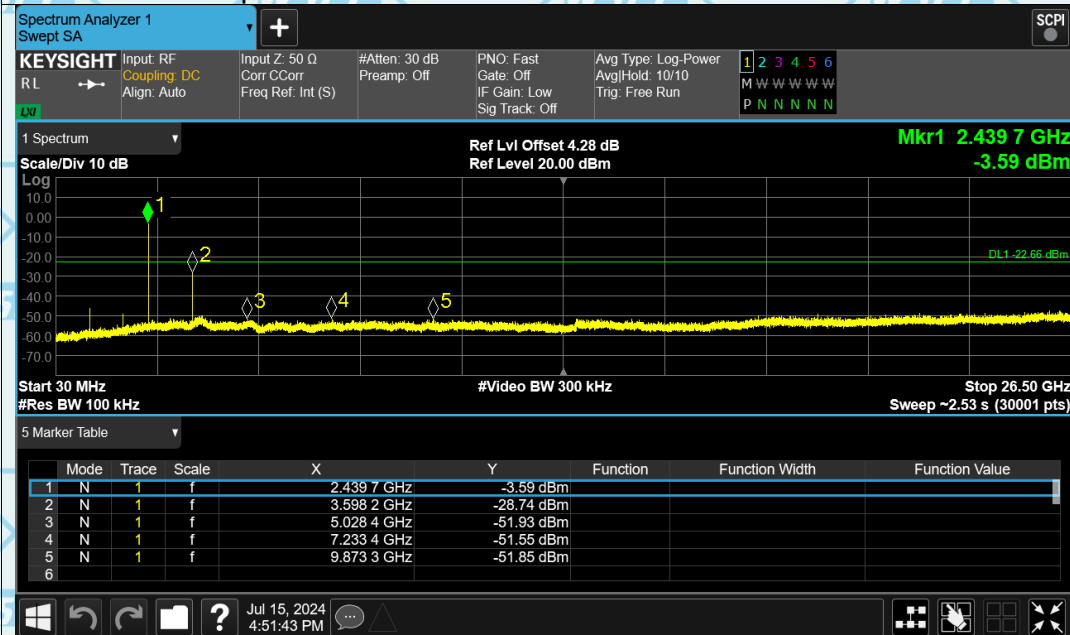 Spectrum Analyzer 1
Swept SA
+
SCPI
KEYSIGHT
RL
LXI
Input: RF
Coupling: DC
Align: Auto
Input Z: 50 Ω
Corr CCorr
Freq Ref: Int (S)
#Atten: 30 dB
Preamp: Off
PNO: Fast
Gate: Off
IF Gain: Low
Sig Track: Off
Avg Type: Log-Power
Avg|Hold: 10/10
Trig: Free Run
1 2 3 4 5 6
M W W W W W
P N N N N N
1 Spectrum
Scale/Div 10 dB
Ref Lvl Offset 4.28 dB
Ref Level 20.00 dBm
Mkr1 2.439 7 GHz
-3.59 dBm
Log
10.0
0.00
-10.0
-20.0
-30.0
-40.0
-50.0
-60.0
-70.0
1
2
3
4
5
DL1 -22.66 dBm
Start 30 MHz
#Video BW 300 kHz
Stop 26.50 GHz
#Res BW 100 kHz
Sweep ~2.53 s (30001 pts)
5 Marker Table
Mode Trace Scale X Y Function Function Width Function Value
1 N 1 f 2.439 7 GHz -3.59 dBm
2 N 1 f 3.598 2 GHz -28.74 dBm
3 N 1 f 5.028 4 GHz -51.93 dBm
4 N 1 f 7.233 4 GHz -51.55 dBm
5 N 1 f 9.873 3 GHz -51.85 dBm
6
?
Jul 15, 2024
4:51:43 PM